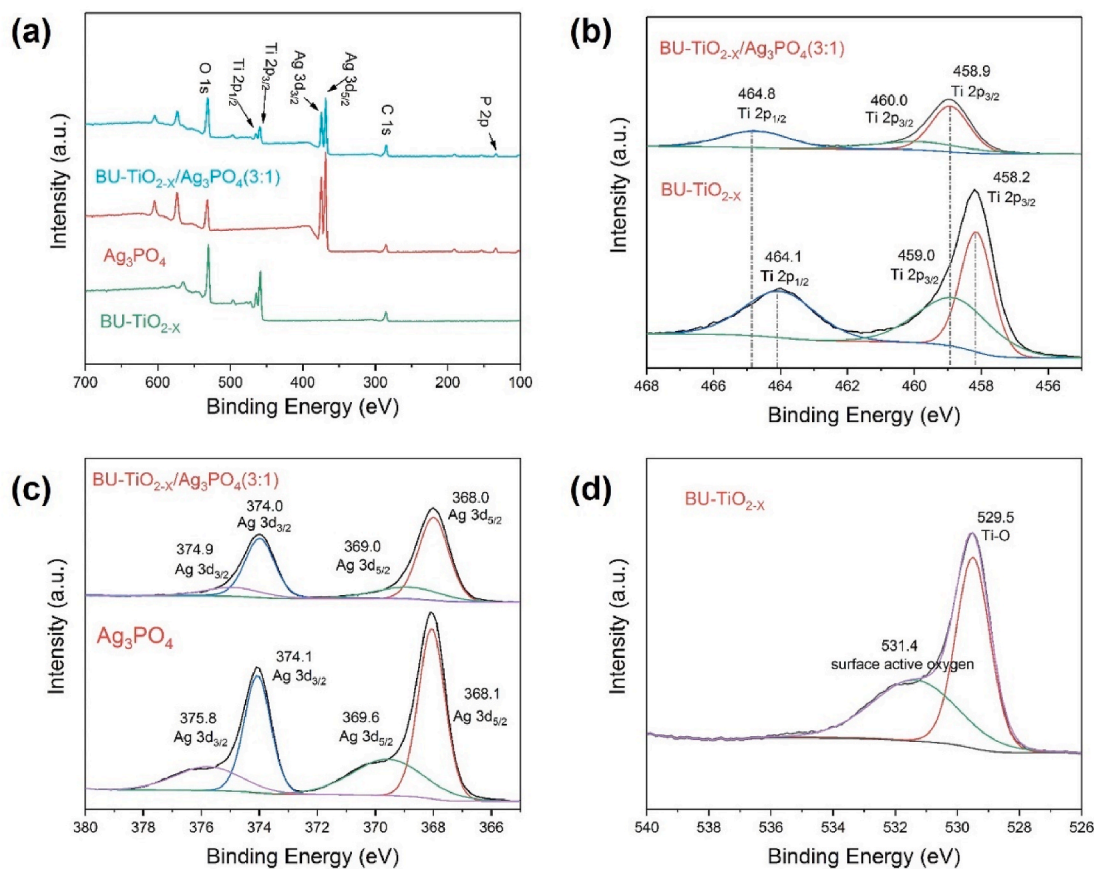 (a)
O 1s
Ti 2p1/2
Ti 2p3/2
Ag 3d3/2
Ag 3d5/2
C 1s
P 2p
BU-TiO2-X/Ag3PO4(3:1)
Ag3PO4
BU-TiO2-X
Intensity (a.u.)
700 600 500 400 300 200 100
Binding Energy (eV)
(b)
BU-TiO2-X/Ag3PO4(3:1)
464.8
Ti 2p1/2
460.0
Ti 2p3/2
458.9
Ti 2p3/2
BU-TiO2-X
464.1
Ti 2p1/2
459.0
Ti 2p3/2
458.2
Ti 2p3/2
Intensity (a.u.)
468 466 464 462 460 458 456
Binding Energy (eV)
(c)
BU-TiO2-X/Ag3PO4(3:1)
374.9
Ag 3d3/2
374.0
Ag 3d3/2
369.0
Ag 3d5/2
368.0
Ag 3d5/2
Ag3PO4
375.8
Ag 3d3/2
374.1
Ag 3d3/2
369.6
Ag 3d5/2
368.1
Ag 3d5/2
Intensity (a.u.)
380 378 376 374 372 370 368 366
Binding Energy (eV)
(d)
BU-TiO2-X
529.5
Ti-O
531.4
surface active oxygen
Intensity (a.u.)
540 538 536 534 532 530 528 526
Binding Energy (eV)